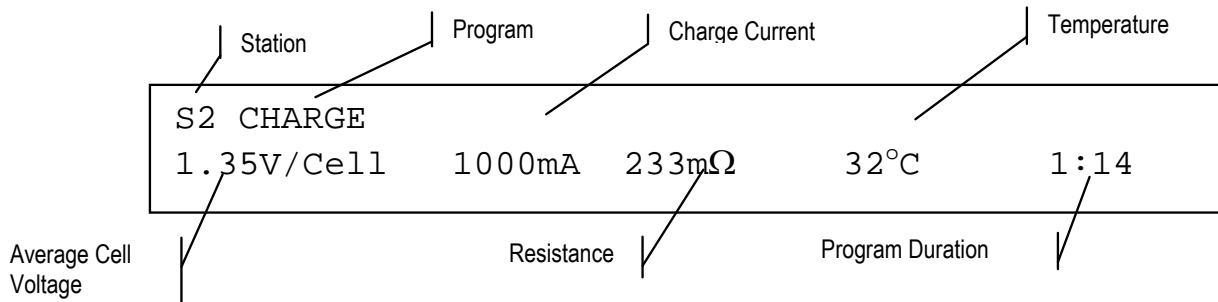 Station
Program
Charge Current
Temperature
S2 CHARGE
1.35V/Cell 1000mA 233mΩ 32°C 1:14
Average Cell
Voltage
Resistance
Program Duration